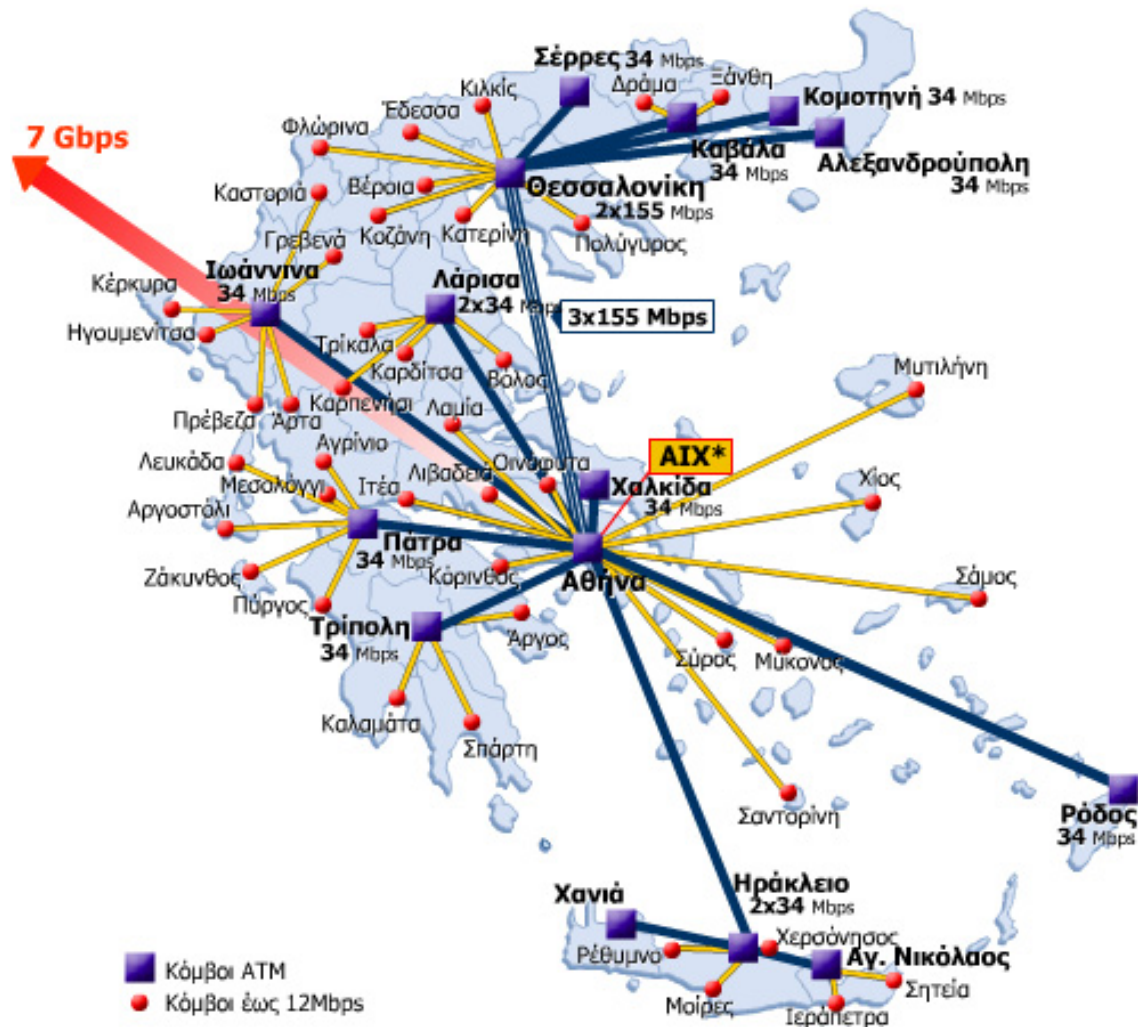 Σέρρες 34 Mbps
Δράμα
Ξάνθη
Κιλκίς
Κομοτηνή 34 Mbps
Έδεσσα
Φλώρινα
7 Gbps
Καβάλα
34 Mbps
Αλεξανδρούπολη
34 Mbps
Καστοριά
Βέροια
Θεσσαλονίκη
2x155 Mbps
Κοζάνη
Κατερίνη
Πολύγυρος
Γρεβενά
Ιωάννινα
34 Mbps
Κέρκυρα
Λάρισα
2x34 Mbps
3x155 Mbps
Ηγουμενίτσα
Τρίκαλα
Καρδίτσα
Βόλος
Μυτιλήνη
Καρπενήσι
Πρέβεζα
Άρτα
Λαμία
Αγρίνιο
AIX*
Λευκάδα
Λιβαδειά
Οινόφυτα
Μεσολόγγι
Ιτέα
Χαλκίδα
34 Mbps
Χίος
Αργοστόλι
Πάτρα
34 Mbps
Κόρινθος
Αθήνα
Ζάκυνθος
Σάμος
Πύργος
Τρίπολη
34 Mbps
Άργος
Σύρος
Μύκονος
Καλαμάτα
Σπάρτη
Σαντορίνη
Ρόδος
34 Mbps
Χανιά
Ηράκλειο
2x34 Mbps
Χερσόνησος
Ρέθυμνο
Αγ. Νικόλαος
Σητεία
Μοίρες
Ιεράπετρα
Κόμβοι ATM
Κόμβοι έως 12Mbps